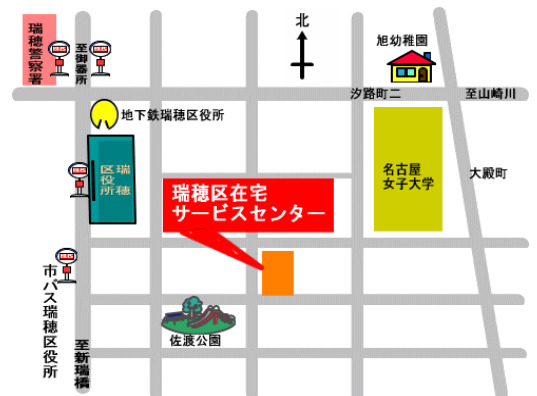 瑞穂警察署
至御器所
北
旭幼稚園
汐路町二
至山崎川
地下鉄瑞穂区役所
瑞穂
区役所
名古屋
女子大学
大殿町
瑞穂区在宅
サービスセンター
市バス瑞穂区役所
佐渡公園
至新瑞橋